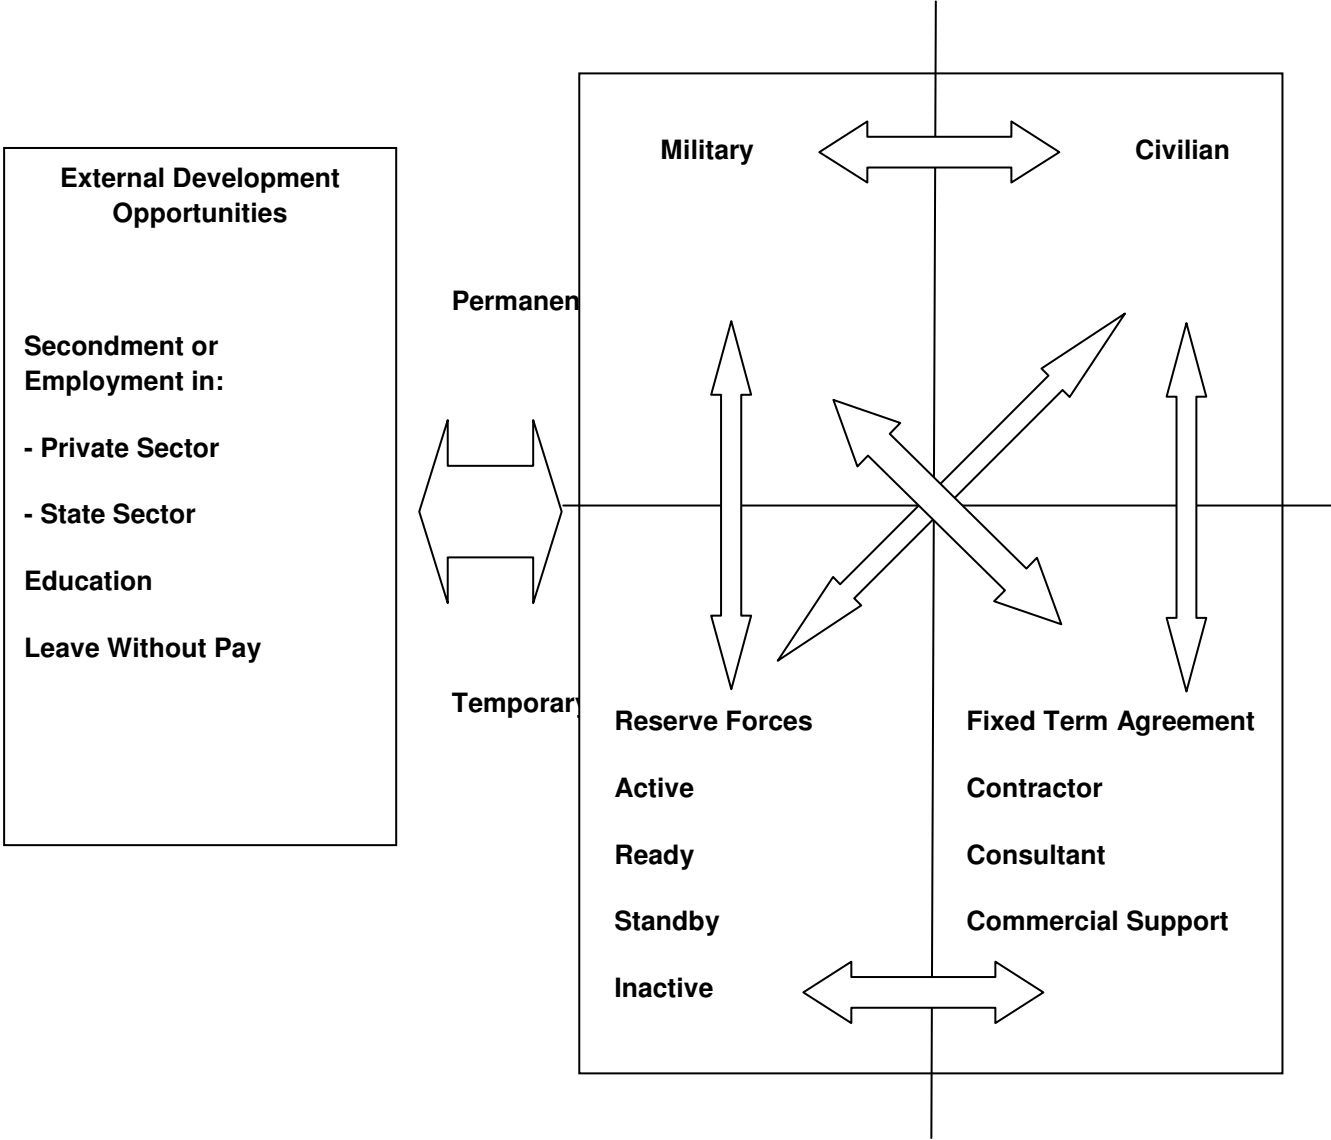 External Development
Opportunities
Secondment or
Employment in:
- Private Sector
- State Sector
Education
Leave Without Pay
Permanen
Temporary
Military
Civilian
Reserve Forces
Active
Ready
Standby
Inactive
Fixed Term Agreement
Contractor
Consultant
Commercial Support